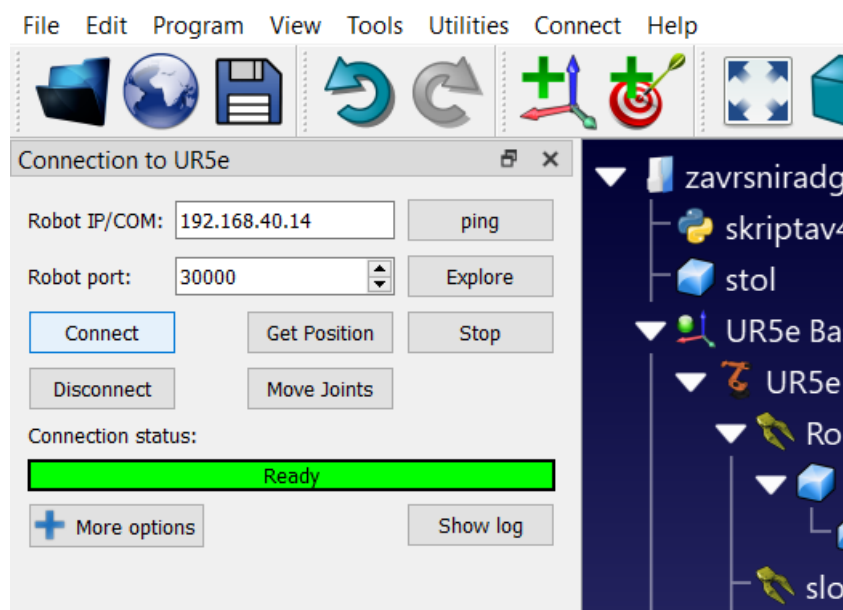 File Edit Program View Tools Utilities Connect Help
Connection to UR5e
Robot IP/COM: 192.168.40.14 ping
Robot port: 30000 Explore
Connect Get Position Stop
Disconnect Move Joints
Connection status:
Ready
More options Show log
zavrsniradg
skriptav4
stol
UR5e Ba
UR5e
Ro
slo